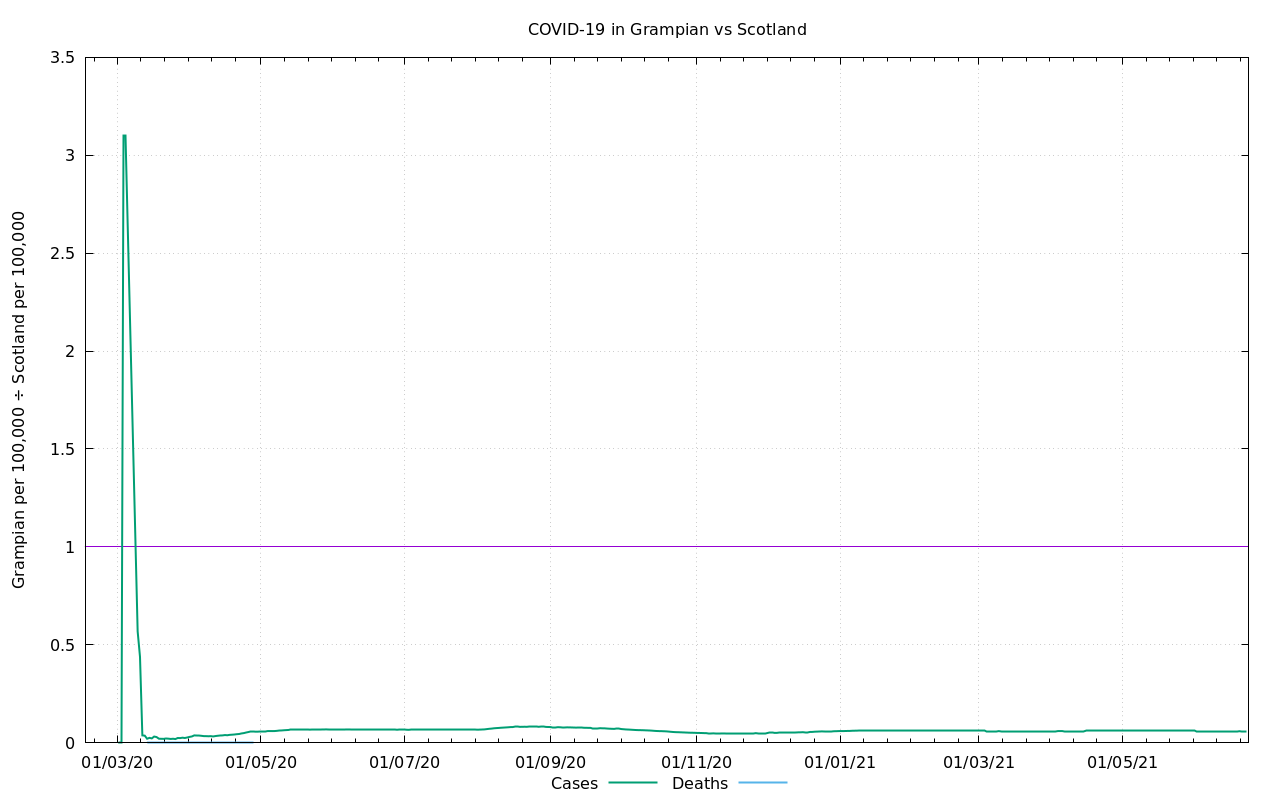 COVID-19 in Grampian vs Scotland
Grampian per 100,000 ÷ Scotland per 100,000
3.5
3
2.5
2
1.5
1
0.5
0
01/03/20 01/05/20 01/07/20 01/09/20 01/11/20 01/01/21 01/03/21 01/05/21
Cases Deaths